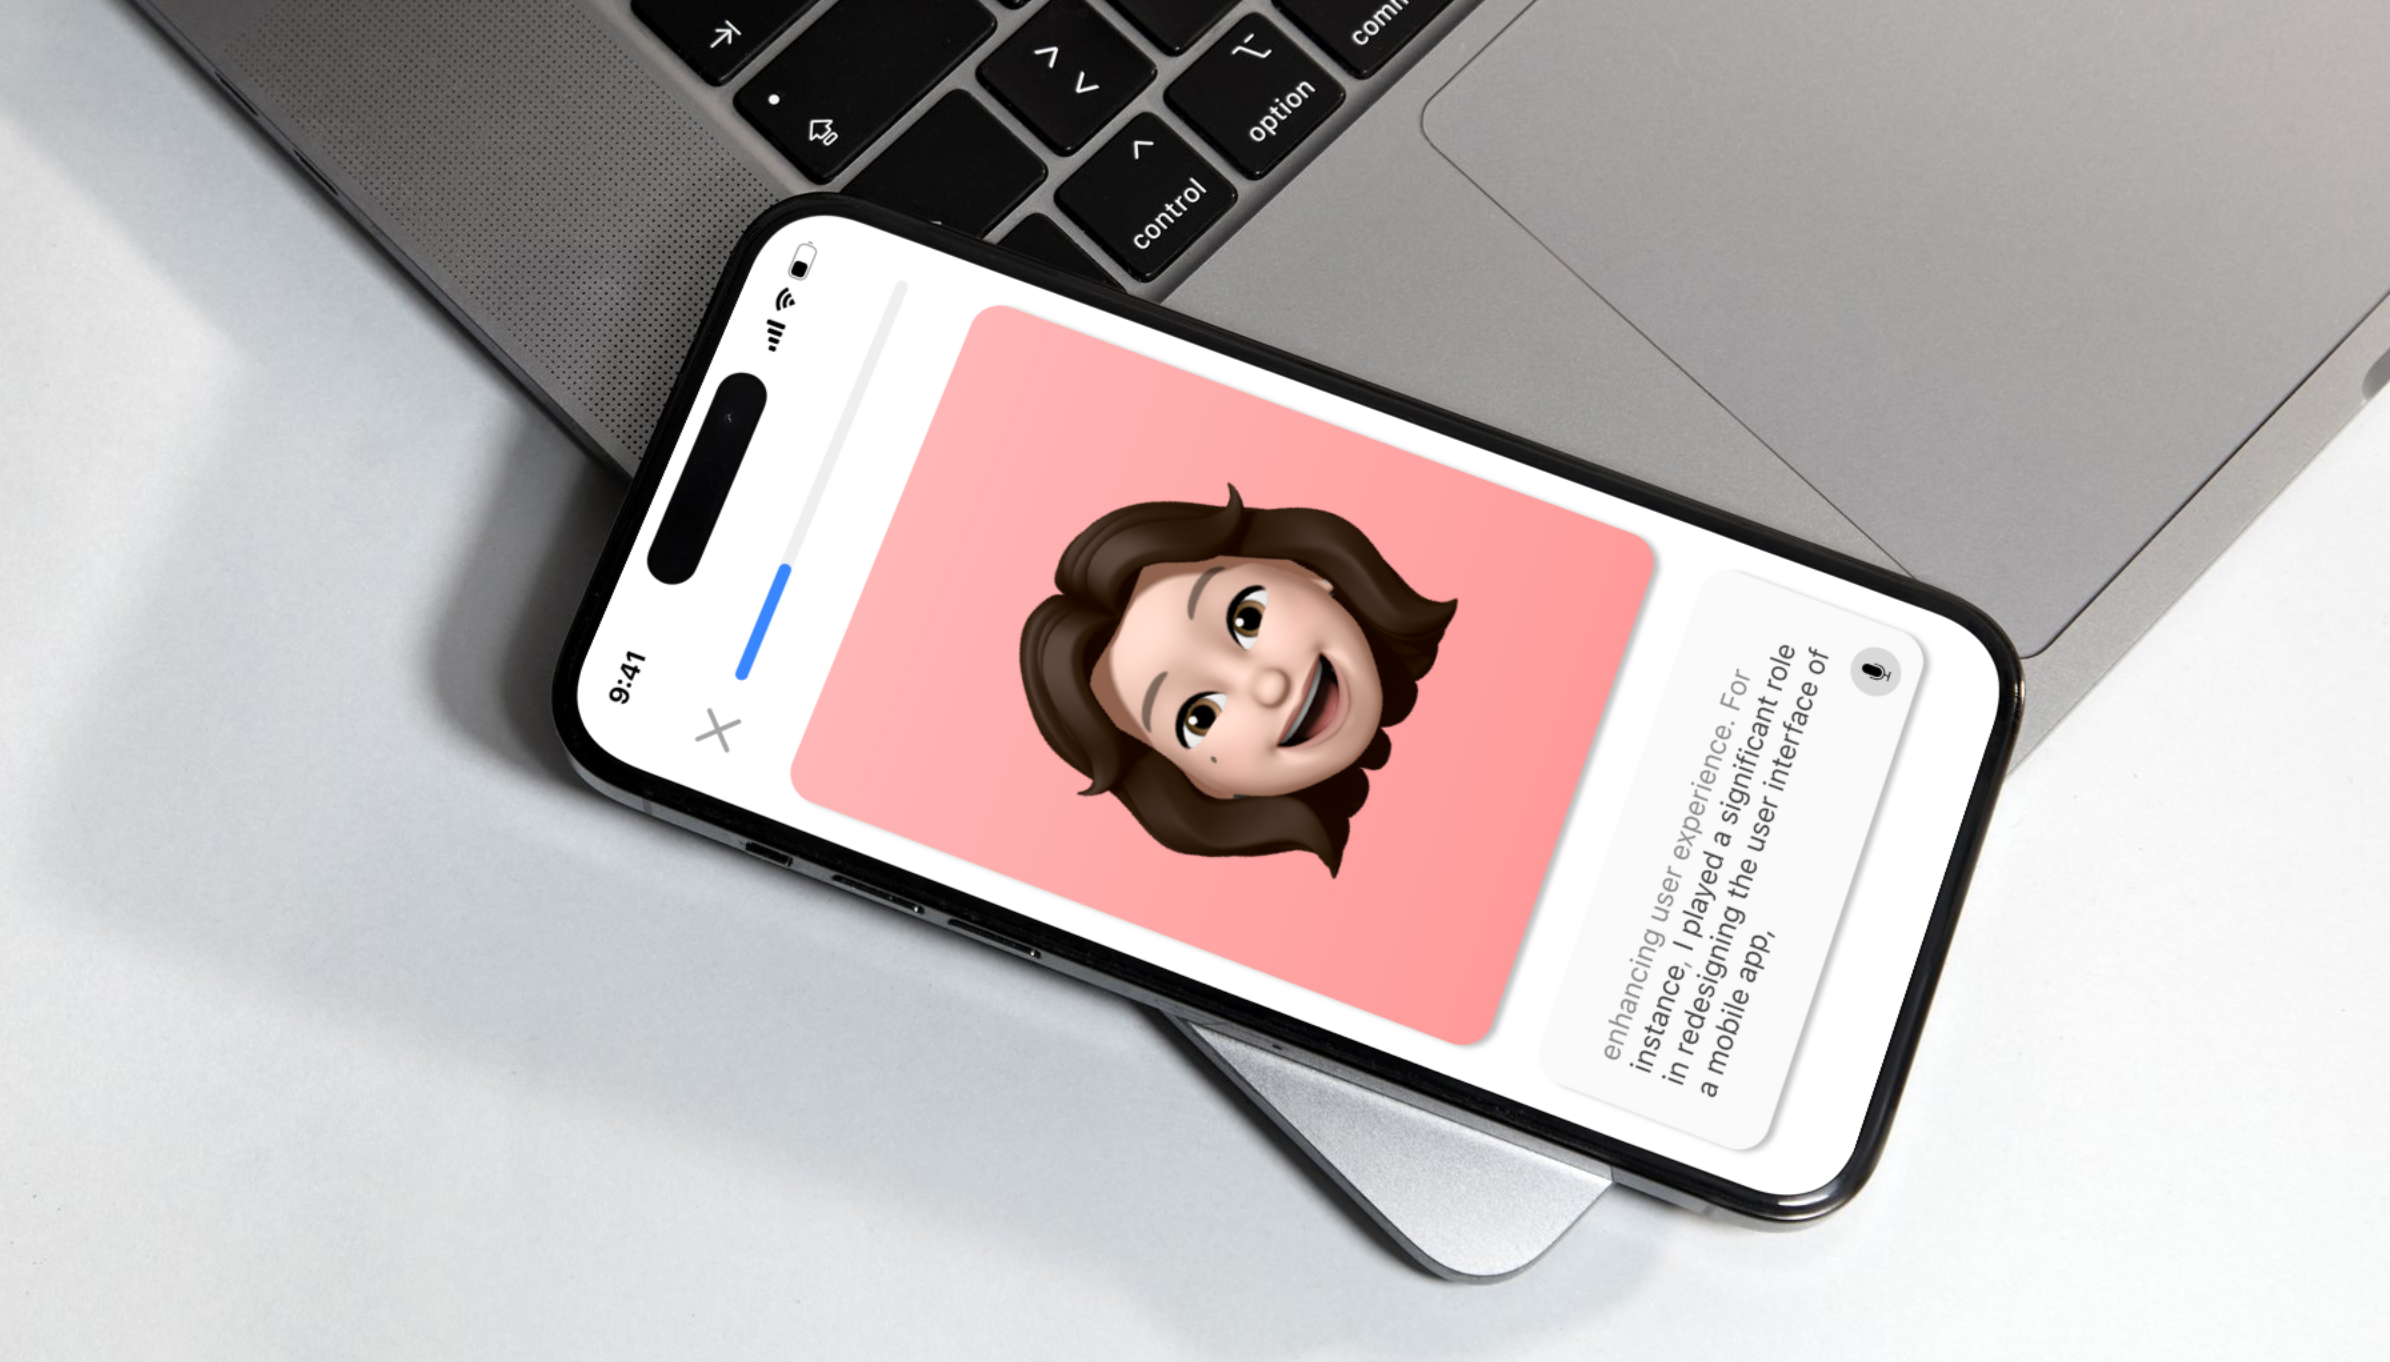 comm
option
control
9:41
enhancing user experience. For
instance, I played a significant role
in redesigning the user interface of
a mobile app,